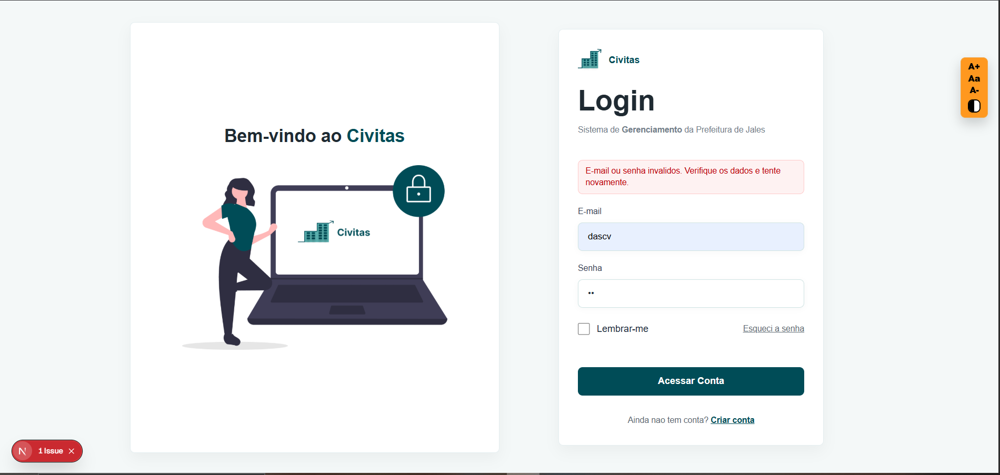 Bem-vindo ao Civitas
Civitas
Civitas
Login
Sistema de Gerenciamento da Prefeitura de Jales
E-mail ou senha invalidos. Verifique os dados e tente
novamente.
E-mail
dascv
Senha
••
Lembrar-me
Esqueci a senha
Acessar Conta
Ainda nao tem conta? Criar conta
A+
Aa
A-
N 1 Issue